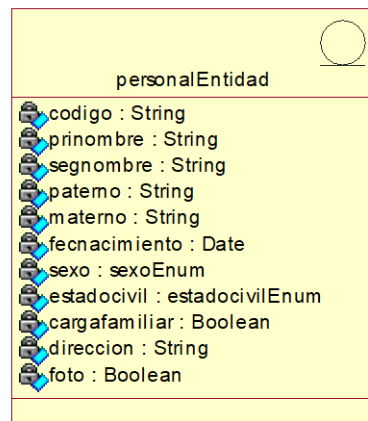 personalEntidad
codigo : String
prinombre : String
segnombre : String
paterno : String
materno : String
fecnacimiento : Date
sexo : sexoEnum
estadocivil : estadocivilEnum
cargafamiliar : Boolean
direccion : String
foto : Boolean